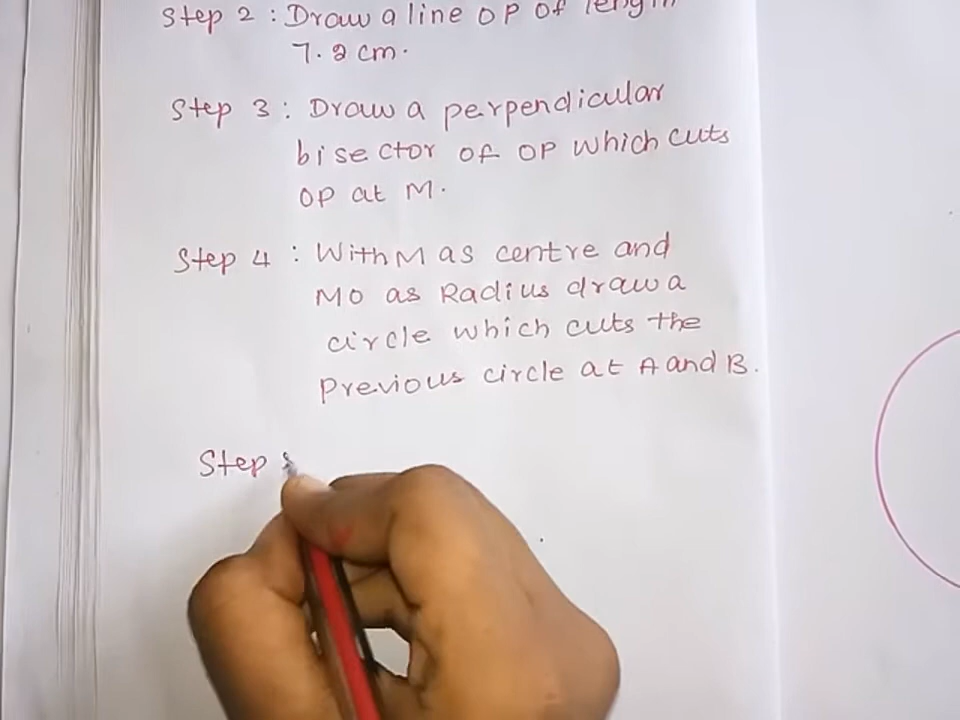 Step 2 : Draw a line OP of length
7.2 cm.
Step 3 : Draw a perpendicular
bisector of OP which cuts
OP at M.
Step 4 : With M as centre and
MO as Radius draw a
circle which cuts the
Previous circle at A and B.
Step